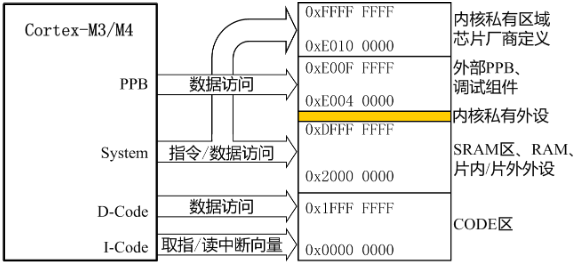 Cortex-M3/M4
PPB
System
D-Code
I-Code
数据访问
指令/数据访问
数据访问
取指/读中断向量
0xFFFF FFFF
0xE010 0000
0xE00F FFFF
0xE004 0000
0xDFFF FFFF
0x2000 0000
0x1FFF FFFF
0x0000 0000
内核私有区域
芯片厂商定义
外部PPB、
调试组件
内核私有外设
SRAM区、RAM、
片内/片外外设
CODE区